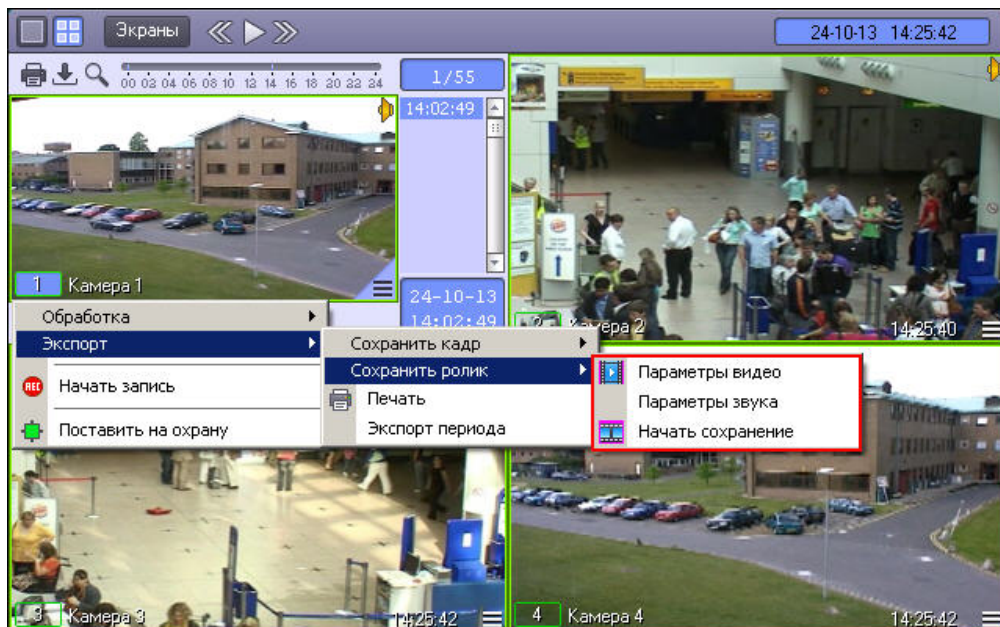 Экраны
24-10-13 14:25:42
00 02 04 06 08 10 12 14 16 18 20 22 24
1/55
14:02:49
1 Камера 1
24-10-13
14:02:49
2 Камера 2
14:25:40
Обработка
Экспорт
REC Начать запись
Поставить на охрану
Сохранить кадр
Сохранить ролик
Печать
Экспорт периода
Параметры видео
Параметры звука
Начать сохранение
3 Камера 3
14:25:42
4 Камера 4
14:25:42